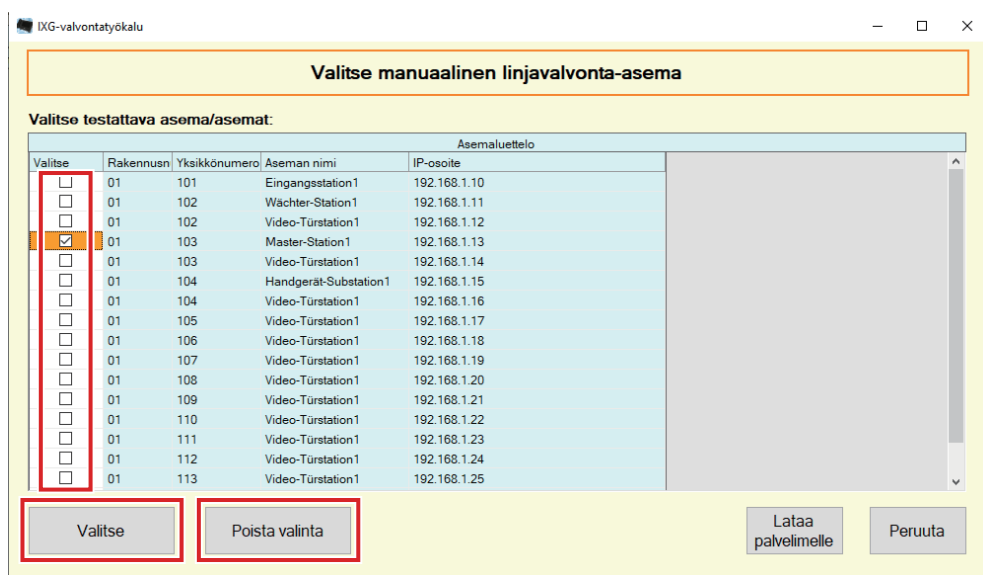 IXG-valvontatyökalu
Valitse manuaalinen linjavalvonta-asema
Valitse testattava asema/asemat:
Asemaluettelo
Valitse Rakennusn Yksikkönumero Aseman nimi IP-osoite
01 101 Eingangsstation1 192.168.1.10
01 102 Wächter-Station1 192.168.1.11
01 102 Video-Türstation1 192.168.1.12
01 103 Master-Station1 192.168.1.13
01 103 Video-Türstation1 192.168.1.14
01 104 Handgerät-Substation1 192.168.1.15
01 104 Video-Türstation1 192.168.1.16
01 105 Video-Türstation1 192.168.1.17
01 106 Video-Türstation1 192.168.1.18
01 107 Video-Türstation1 192.168.1.19
01 108 Video-Türstation1 192.168.1.20
01 109 Video-Türstation1 192.168.1.21
01 110 Video-Türstation1 192.168.1.22
01 111 Video-Türstation1 192.168.1.23
01 112 Video-Türstation1 192.168.1.24
01 113 Video-Türstation1 192.168.1.25
Valitse Poista valinta Lataa palvelimelle Peruuta